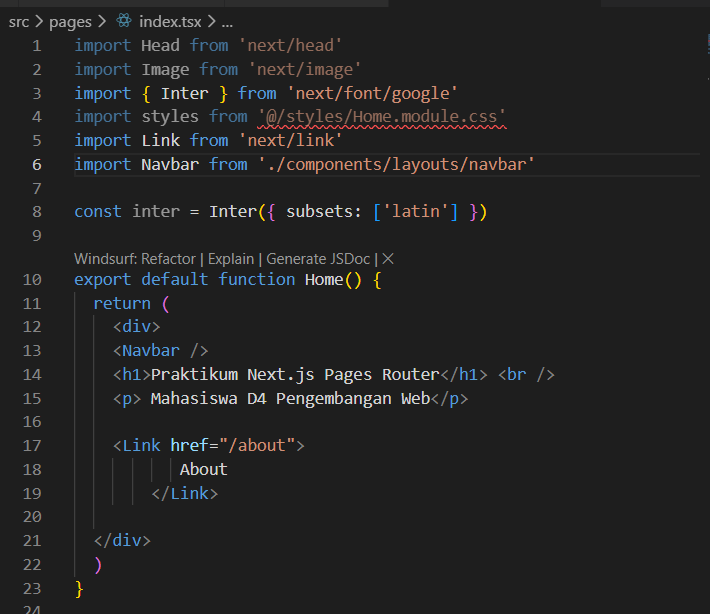 src > pages > index.tsx > ...
1 import Head from 'next/head'
2 import Image from 'next/image'
3 import { Inter } from 'next/font/google'
4 import styles from '@/styles/Home.module.css'
5 import Link from 'next/link'
6 import Navbar from './components/layouts/navbar'
7
8 const inter = Inter({ subsets: ['latin'] })
9
Windsurf: Refactor | Explain | Generate JSDoc | ×
10 export default function Home() {
11   return (
12     <div>
13     <Navbar />
14     <h1>Praktikum Next.js Pages Router</h1> <br />
15     <p> Mahasiswa D4 Pengembangan Web</p>
16
17     <Link href="/about">
18           About
19         </Link>
20
21   </div>
22   )
23 }
24